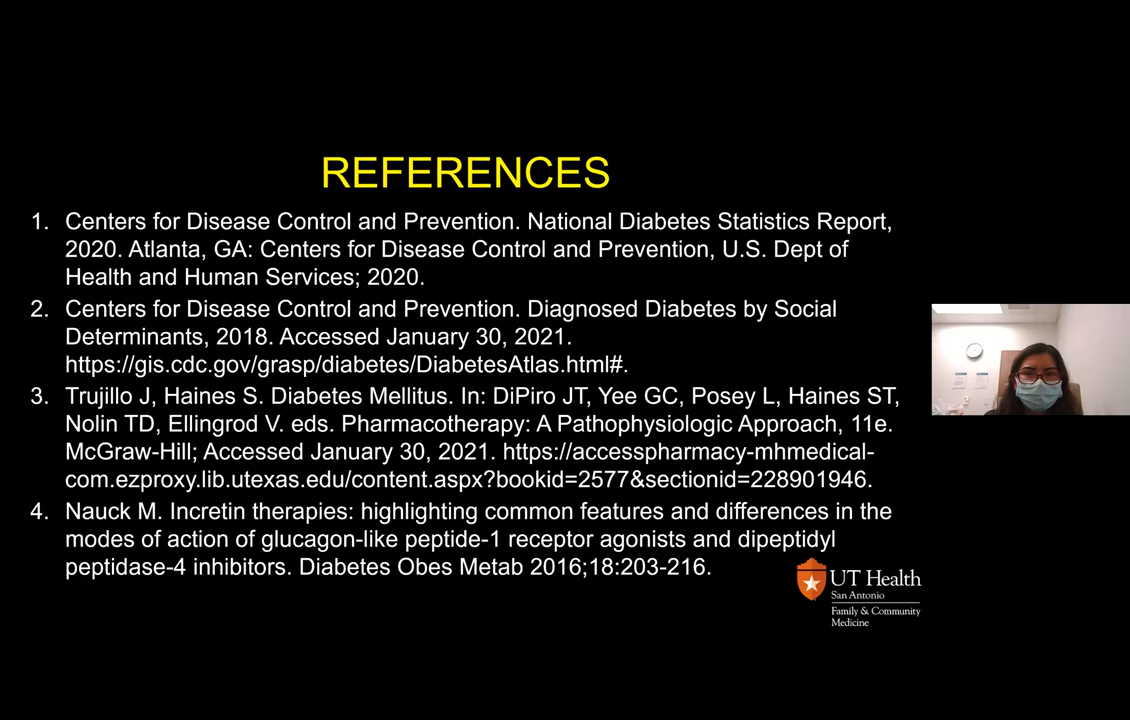 REFERENCES
1. Centers for Disease Control and Prevention. National Diabetes Statistics Report,
2020. Atlanta, GA: Centers for Disease Control and Prevention, U.S. Dept of
Health and Human Services; 2020.
2. Centers for Disease Control and Prevention. Diagnosed Diabetes by Social
Determinants, 2018. Accessed January 30, 2021.
https://gis.cdc.gov/grasp/diabetes/DiabetesAtlas.html#.
3. Trujillo J, Haines S. Diabetes Mellitus. In: DiPiro JT, Yee GC, Posey L, Haines ST,
Nolin TD, Ellingrod V. eds. Pharmacotherapy: A Pathophysiologic Approach, 11e.
McGraw-Hill; Accessed January 30, 2021. https://accesspharmacy-mhmedical-
com.ezproxy.lib.utexas.edu/content.aspx?bookid=2577&sectionid=228901946.
4. Nauck M. Incretin therapies: highlighting common features and differences in the
modes of action of glucagon-like peptide-1 receptor agonists and dipeptidyl
peptidase-4 inhibitors. Diabetes Obes Metab 2016;18:203-216.
UT Health
San Antonio
Family & Community
Medicine